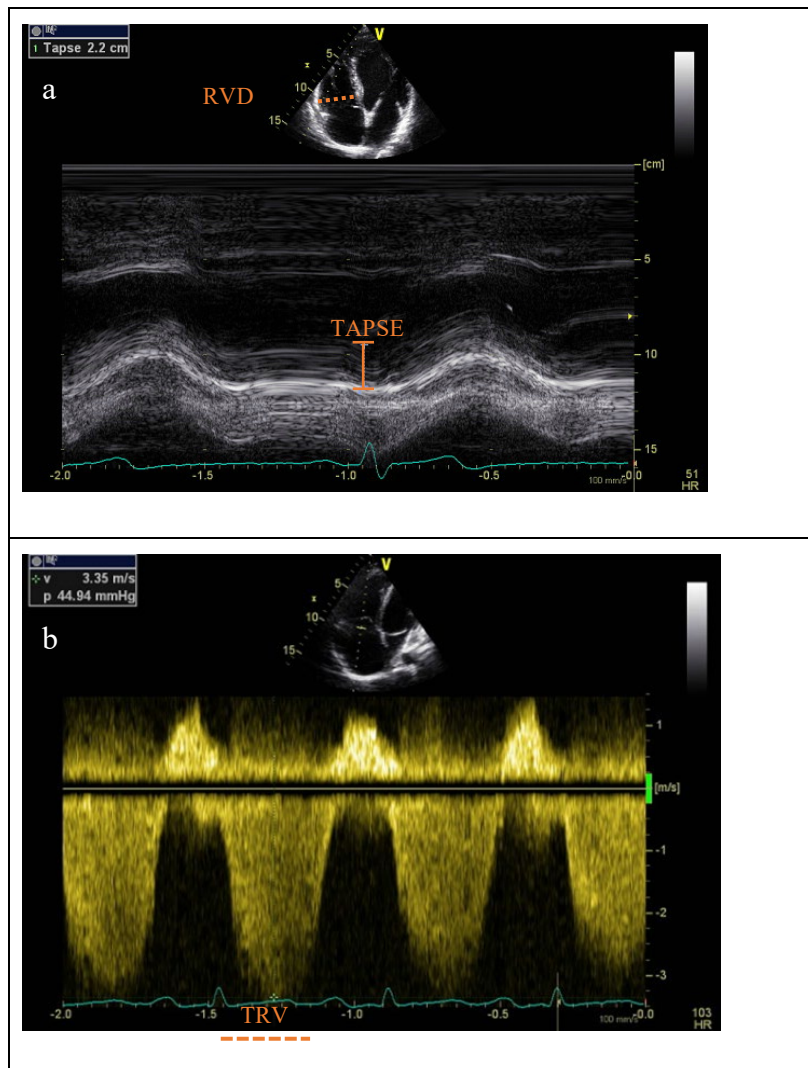 1 Tapse 2.2 cm
V
a
RVD
5
10
15
[cm]
5
TAPSE
10
15
-2.0 -1.5 -1.0 -0.5 -0.0
100 mm/s
51
HR
v 3.35 m/s
p 44.94 mmHg
V
b
5
10
15
1
[m/s]
-1
-2
-3
TRV
-2.0 -1.5 -1.0 -0.5 -0.0
100 mm/s
103
HR